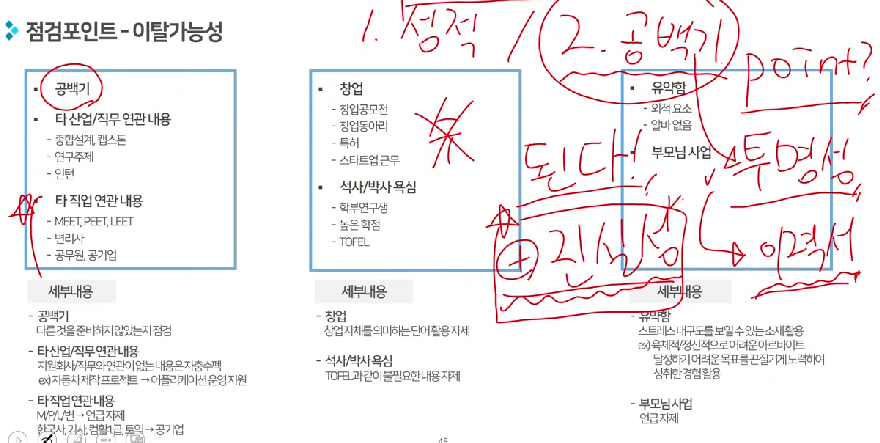 점검포인트 - 이탈가능성
1. 정적 / 2. 공백기
point?
된다!
투명성
+ 진실성
이력서
▪ 공백기
▪ 타 산업/직무 연관 내용
- 종합설계, 캡스톤
- 연구주제
- 인턴
▪ 타 직업 연관 내용
- MEET, PEET, LEET
- 변리사
- 공무원, 공기업
▪ 창업
- 창업공모전
- 창업동아리
- 특허
- 스타트업 근무
▪ 석사/박사 욕심
- 학부연구생
- 높은 학점
- TOFEL
▪ 유약함
- 외적 요소
- 알바 없음
▪ 부모님 사업
세부내용
- 공백기
다른 것을 준비하지 않았는지 점검
- 타 산업/직무 연관 내용
지원회사/직무와 연관이 없는 내용은 자충수 팩
ex) 자동차 제작 프로젝트 → 어플리케이션 운영 지원
- 타 직업 연관 내용
M/P/L/변 → 언급 자제
한국사, 기사, 컴활1급, 토익 → 공기업
세부내용
- 창업
창업 자체를 의미하는 단어 활용 자제
- 석사/박사 욕심
TOFEL과 같이 불필요한 내용 자제
세부내용
- 유약함
스트레스 내구도를 보일 수 있는 소재 활용
ex) 육체적/정신적으로 어려운 아르바이트
달성하기 어려운 목표를 끈질기게 노력하여
성취한 경험 활용
- 부모님 사업
언급 자제
45